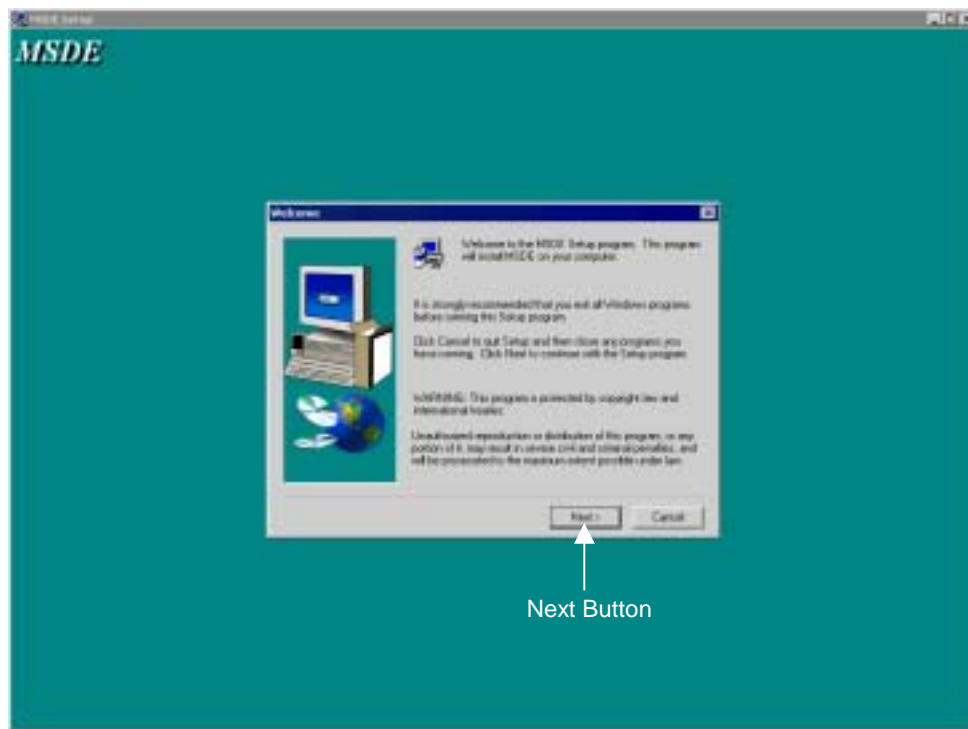 MSDE Setup
MSDE
Welcome
Welcome to the MSDE Setup program. This program
will install MSDE on your computer.
It is strongly recommended that you exit all Windows programs
before running this Setup program.
Click Cancel to quit Setup and then close any programs you
have running. Click Next to continue with the Setup program.
WARNING: This program is protected by copyright law and
international treaties.
Unauthorized reproduction or distribution of this program, or any
portion of it, may result in severe civil and criminal penalties, and
will be prosecuted to the maximum extent possible under law.
Next >
Cancel
Next Button